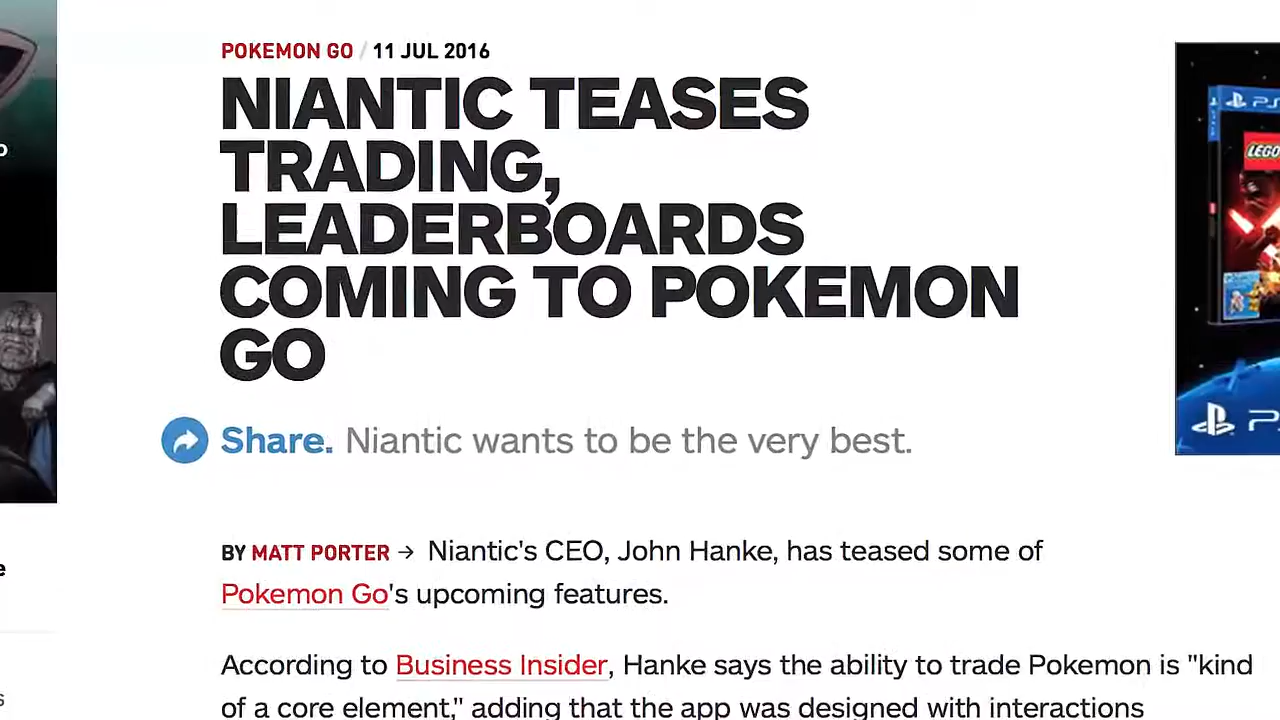 POKEMON GO / 11 JUL 2016
NIANTIC TEASES
TRADING,
LEADERBOARDS
COMING TO POKEMON
GO
Share. Niantic wants to be the very best.
BY MATT PORTER → Niantic's CEO, John Hanke, has teased some of
Pokemon Go's upcoming features.
According to Business Insider, Hanke says the ability to trade Pokemon is "kind
of a core element," adding that the app was designed with interactions
LEGO